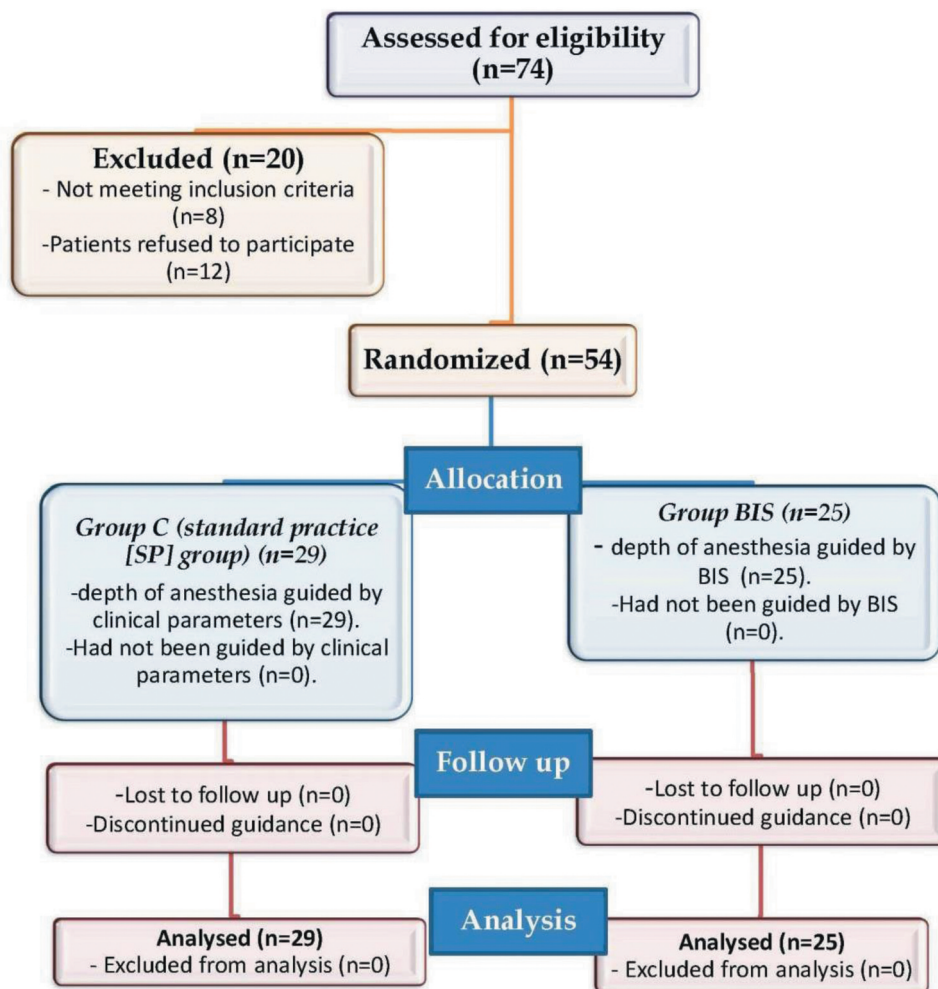 Assessed for eligibility
(n=74)
Excluded (n=20)
- Not meeting inclusion criteria
(n=8)
-Patients refused to participate
(n=12)
Randomized (n=54)
Allocation
Group C (standard practice
[SP] group) (n=29)
-depth of anesthesia guided by
clinical parameters (n=29).
-Had not been guided by clinical
parameters (n=0).
Group BIS (n=25)
- depth of anesthesia guided by
BIS (n=25).
-Had not been guided by BIS
(n=0).
Follow up
-Lost to follow up (n=0)
-Discontinued guidance (n=0)
-Lost to follow up (n=0)
-Discontinued guidance (n=0)
Analysis
Analysed (n=29)
- Excluded from analysis (n=0)
Analysed (n=25)
- Excluded from analysis (n=0)